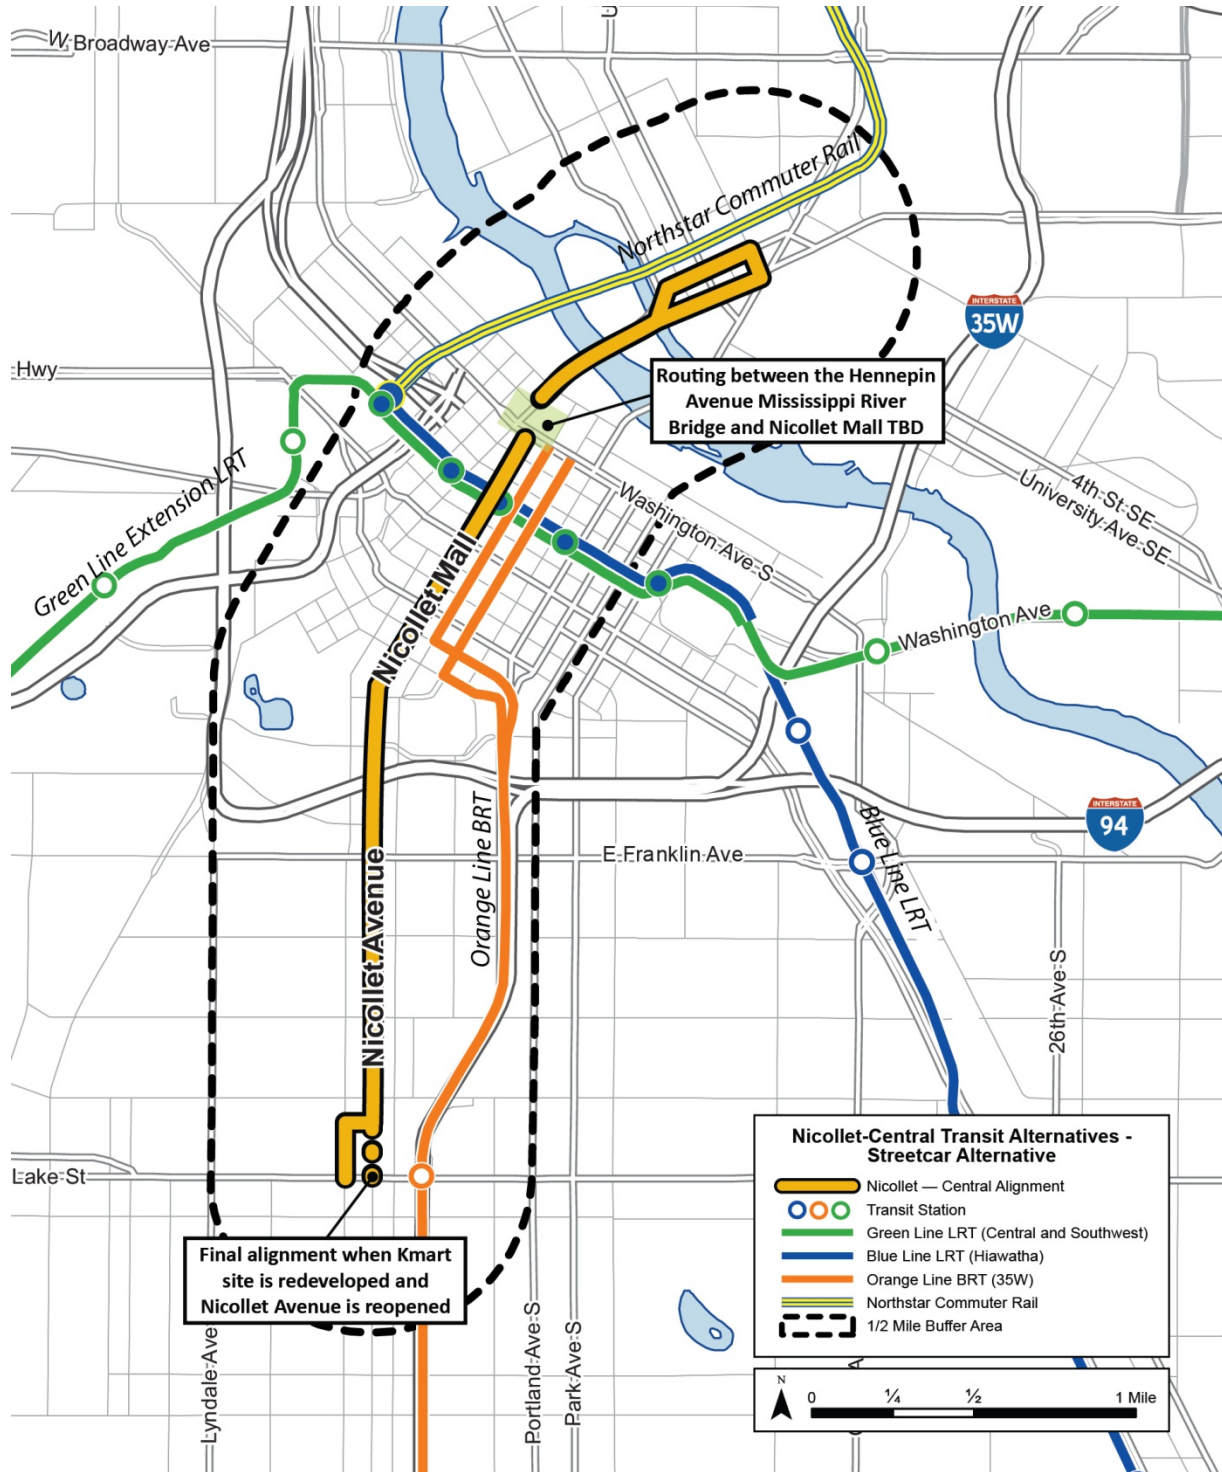 W Broadway Ave
Northstar Commuter Rail
INTERSTATE
35W
Hwy
Routing between the Hennepin
Avenue Mississippi River
Bridge and Nicollet Mall TBD
Green Line Extension LRT
4th St SE
University Ave SE
Washington Ave S
Nicollet Mall
Washington Ave
INTERSTATE
94
Orange Line BRT
Blue Line LRT
E Franklin Ave
Nicollet Avenue
26th Ave S
Lake St
Nicollet-Central Transit Alternatives -
Streetcar Alternative
Nicollet — Central Alignment
Transit Station
Green Line LRT (Central and Southwest)
Blue Line LRT (Hiawatha)
Orange Line BRT (35W)
Northstar Commuter Rail
1/2 Mile Buffer Area
Final alignment when Kmart
site is redeveloped and
Nicollet Avenue is reopened
Lyndale Ave
Portland Ave S
Park Ave S
N
0 ¼ ½ 1 Mile